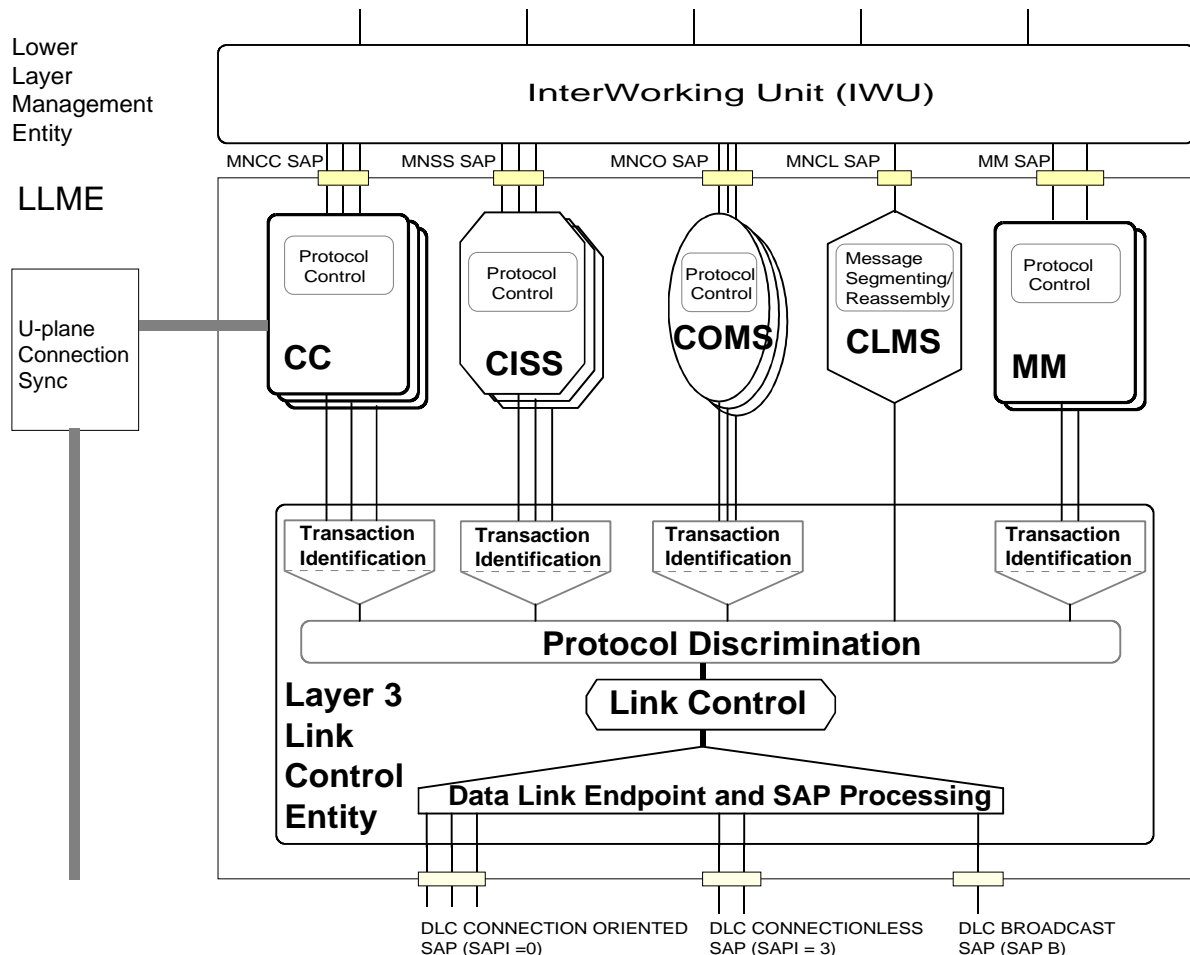 Lower
Layer
Management
Entity
LLME
InterWorking Unit (IWU)
MNCC SAP
MNSS SAP
MNCO SAP
MNCL SAP
MM SAP
Protocol
Control
CC
Protocol
Control
CISS
Protocol
Control
COMS
Message
Segmenting/
Reassembly
CLMS
Protocol
Control
MM
U-plane
Connection
Sync
Transaction
Identification
Transaction
Identification
Transaction
Identification
Transaction
Identification
Protocol Discrimination
Link Control
Layer 3
Link
Control
Entity
Data Link Endpoint and SAP Processing
DLC CONNECTION ORIENTED
SAP (SAPI =0)
DLC CONNECTIONLESS
SAP (SAPI = 3)
DLC BROADCAST
SAP (SAP B)